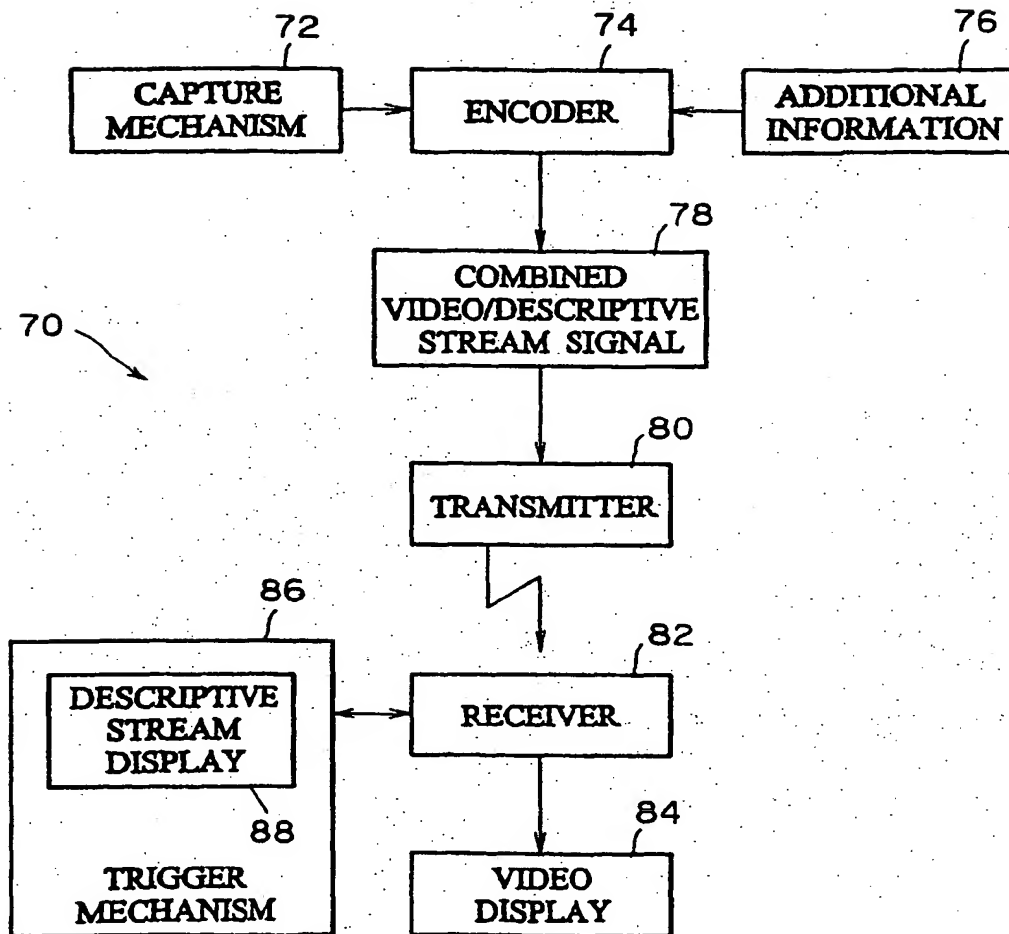 72
74
76
CAPTURE
MECHANISM
ENCODER
ADDITIONAL
INFORMATION
78
COMBINED
VIDEO/DESCRIPTIVE
STREAM SIGNAL
70
80
TRANSMITTER
86
82
DESCRIPTIVE
STREAM
DISPLAY
RECEIVER
88
84
TRIGGER
MECHANISM
VIDEO
DISPLAY